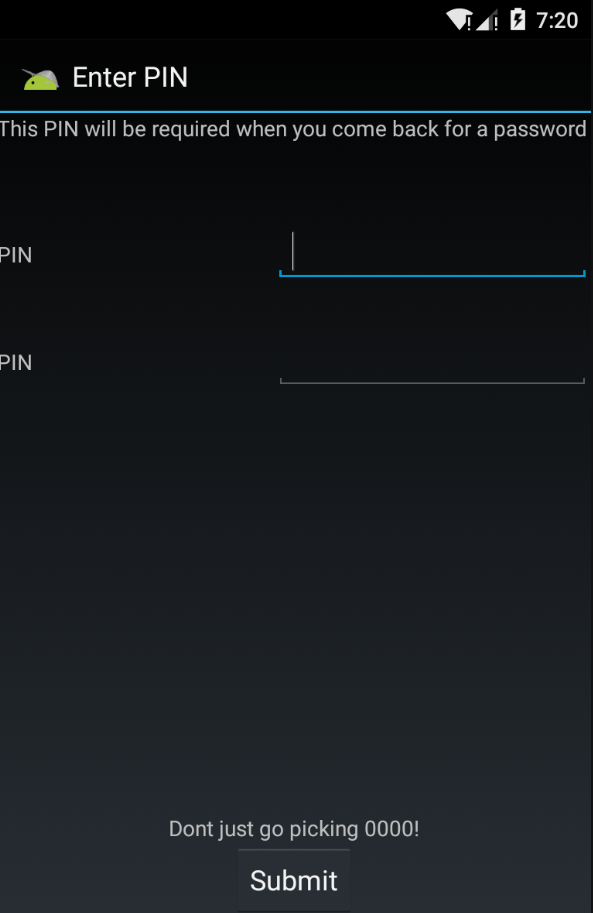 7:20
Enter PIN
This PIN will be required when you come back for a password
PIN
PIN
Dont just go picking 0000!
Submit